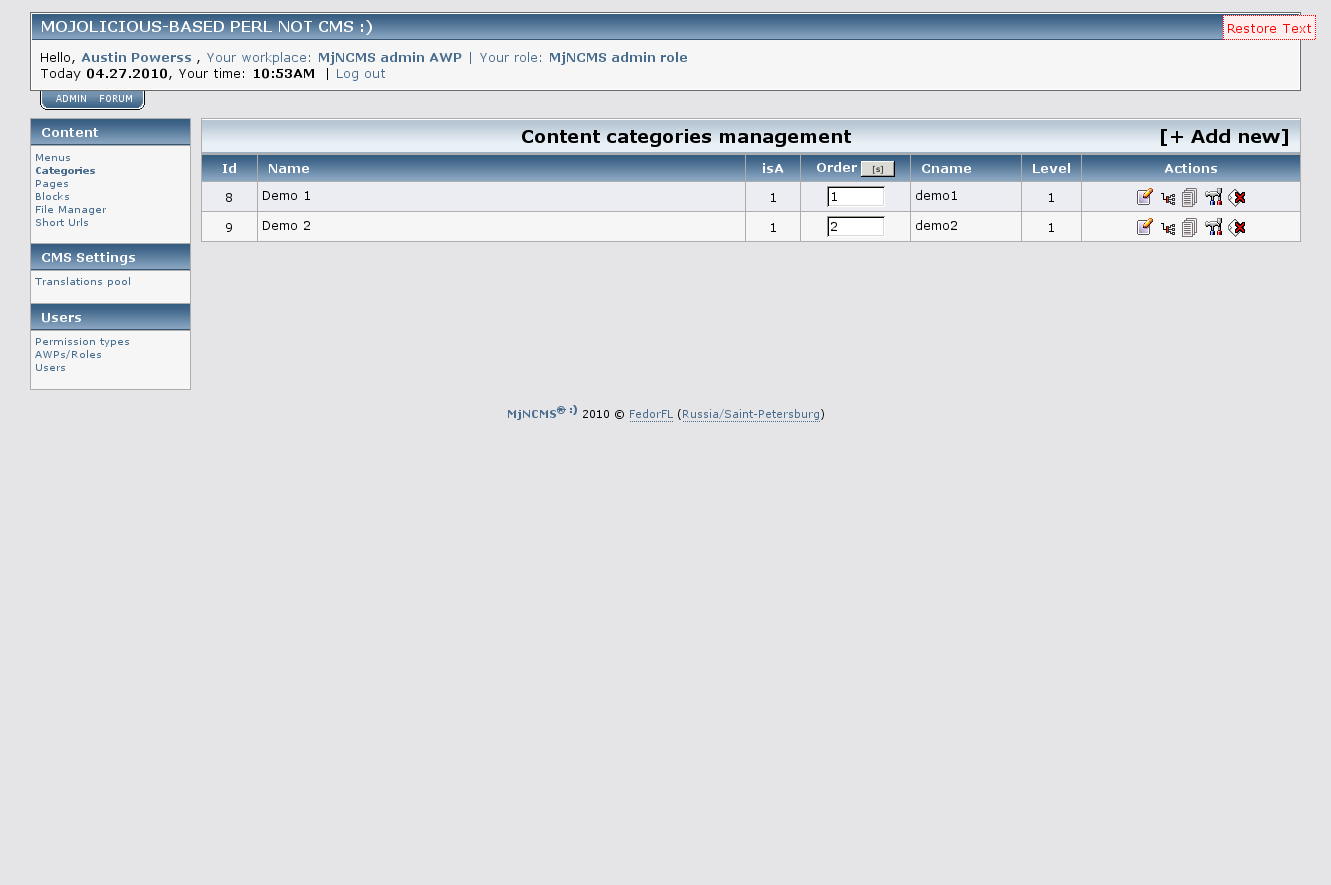 MOJOLICIOUS-BASED PERL NOT CMS :)
Restore Text
Hello, Austin Powerss , Your workplace: MjNCMS admin AWP | Your role: MjNCMS admin role
Today 04.27.2010, Your time: 10:53AM | Log out
ADMIN FORUM
Content
Menus
Categories
Pages
Blocks
File Manager
Short Urls
CMS Settings
Translations pool
Users
Permission types
AWPs/Roles
Users
Content categories management [+ Add new]
Id Name isA Order [s] Cname Level Actions
8 Demo 1 1 1 demo1 1
9 Demo 2 1 2 demo2 1
MjNCMS® :) 2010 © FedorFL (Russia/Saint-Petersburg)